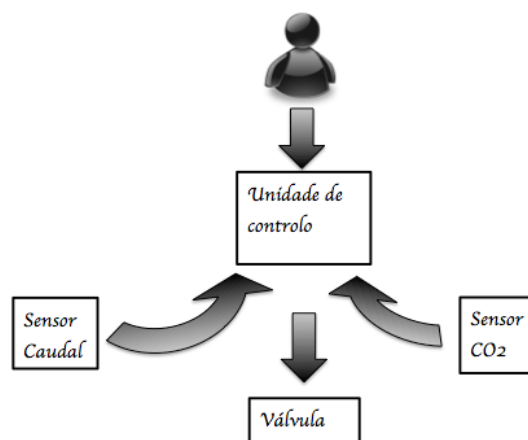 Unidade de
controlo
Sensor
Caudal
Sensor
CO2
Válvula